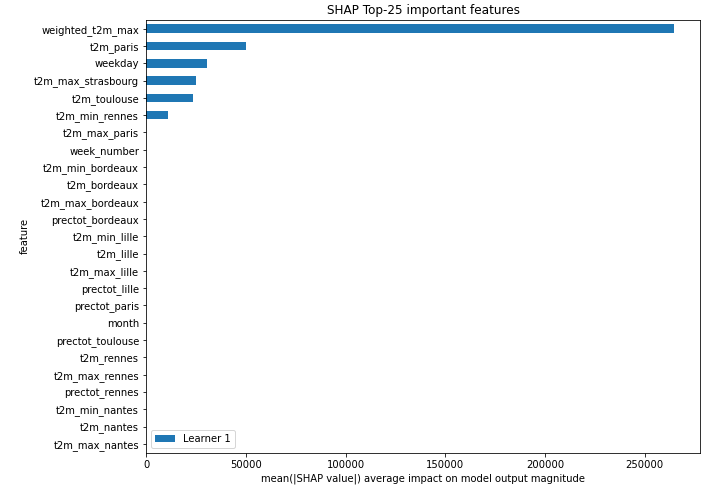 SHAP Top-25 important features
weighted_t2m_max
t2m_paris
weekday
t2m_max_strasbourg
t2m_toulouse
t2m_min_rennes
t2m_max_paris
week_number
t2m_min_bordeaux
t2m_bordeaux
t2m_max_bordeaux
prectot_bordeaux
t2m_min_lille
t2m_lille
t2m_max_lille
prectot_lille
prectot_paris
month
prectot_toulouse
t2m_rennes
t2m_max_rennes
prectot_rennes
t2m_min_nantes
t2m_nantes
t2m_max_nantes
feature
Learner 1
0 50000 100000 150000 200000 250000
mean(|SHAP value|) average impact on model output magnitude